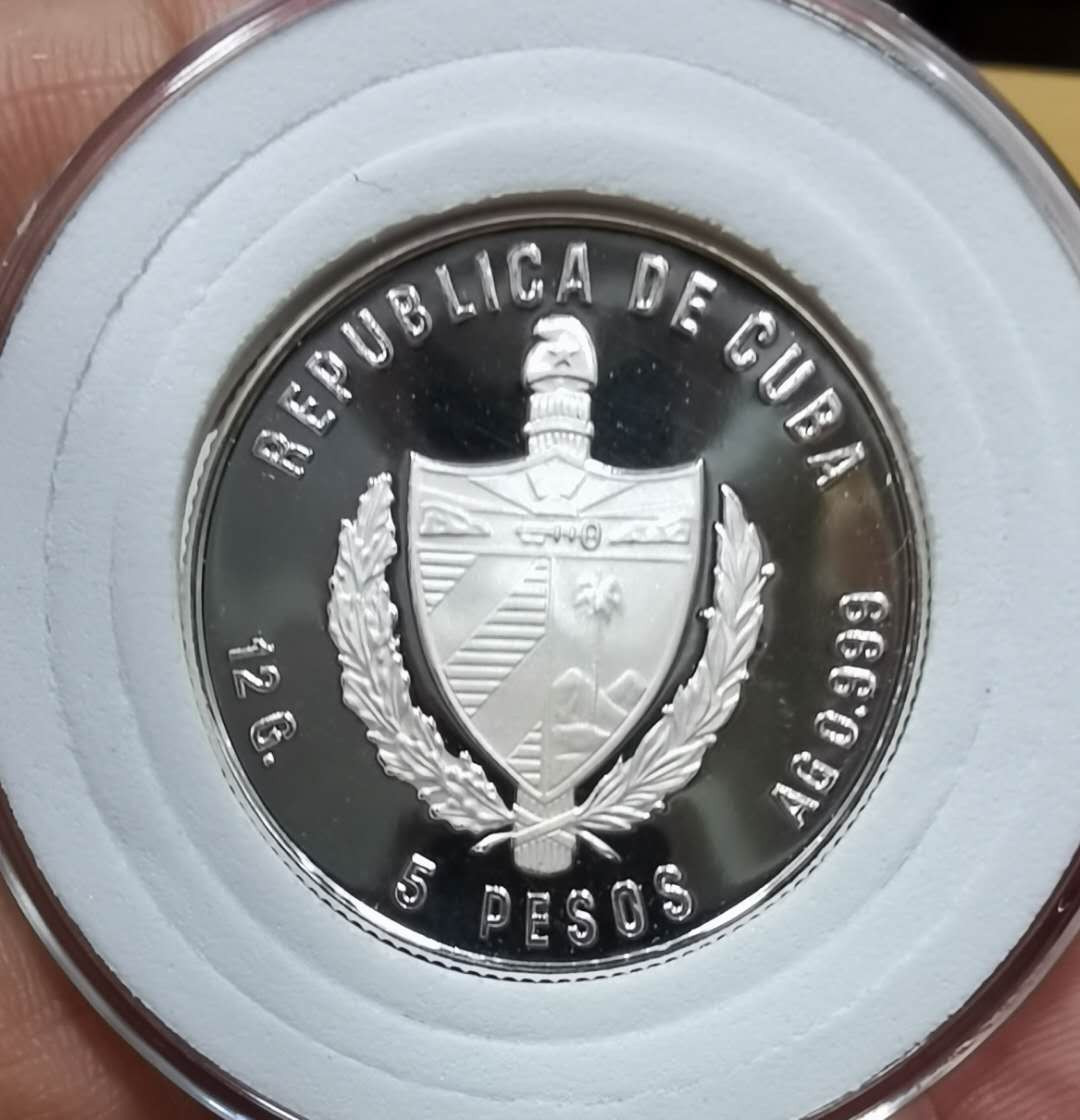 REPUBLICA DE CUBA
12 G.
AG 0.999
5 PESOS